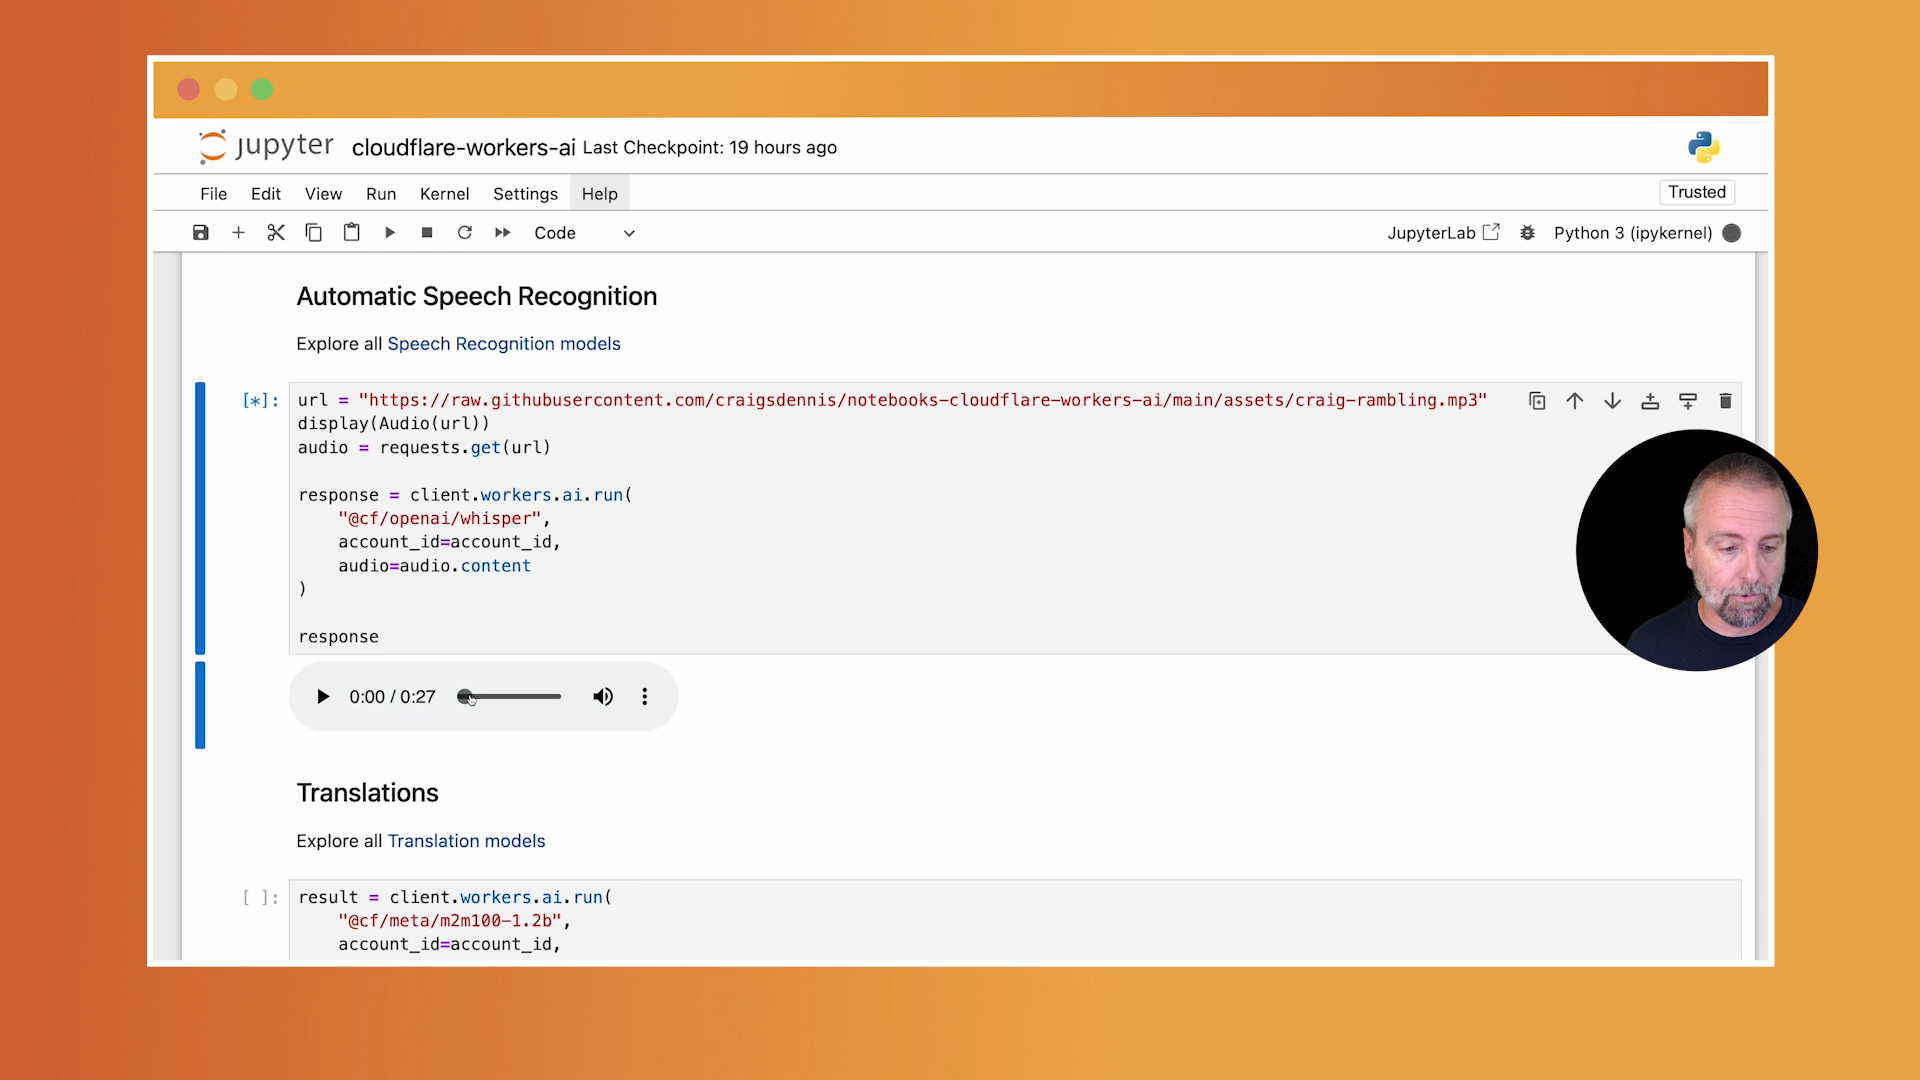 jupyter cloudflare-workers-ai Last Checkpoint: 19 hours ago
File Edit View Run Kernel Settings Help Trusted
Code JupyterLab Python 3 (ipykernel)
Automatic Speech Recognition
Explore all Speech Recognition models
[*]: url = "https://raw.githubusercontent.com/craigsdennis/notebooks-cloudflare-workers-ai/main/assets/craig-rambling.mp3"
display(Audio(url))
audio = requests.get(url)
response = client.workers.ai.run(
"@cf/openai/whisper",
account_id=account_id,
audio=audio.content
)
response
0:00 / 0:27
Translations
Explore all Translation models
[ ]: result = client.workers.ai.run(
"@cf/meta/m2m100-1.2b",
account_id=account_id,